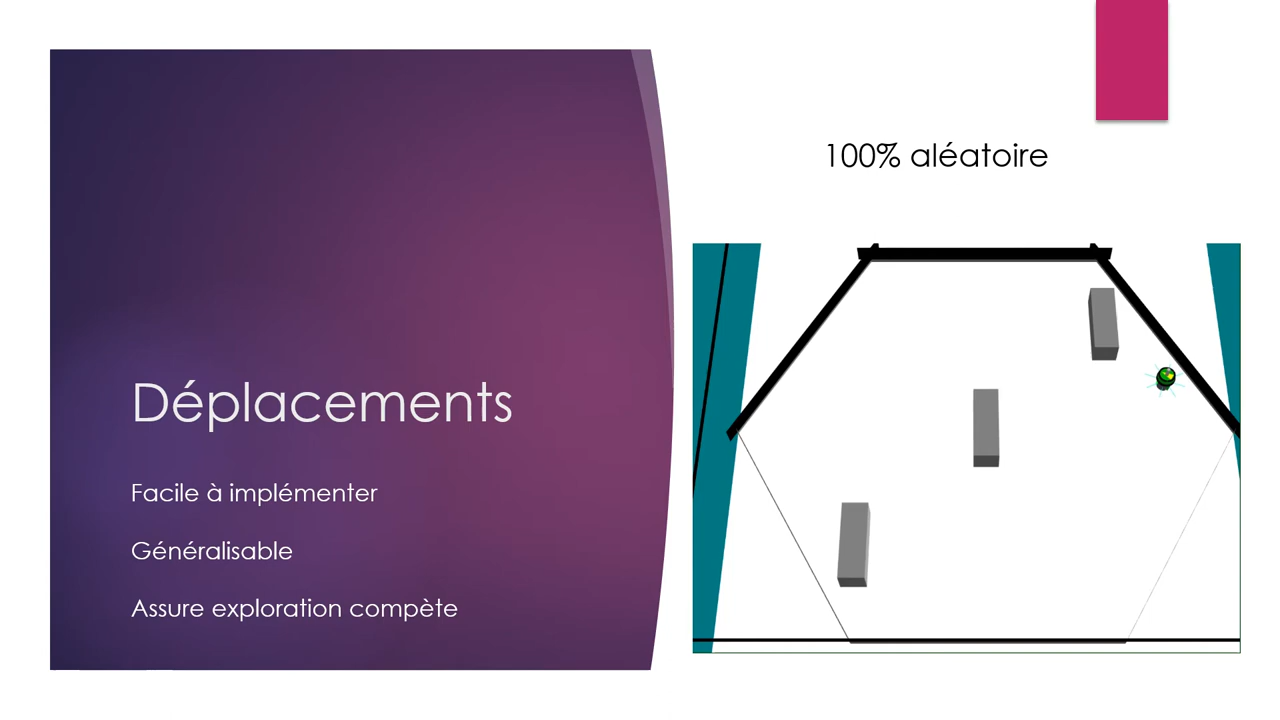 100% aléatoire
Déplacements
Facile à implémenter
Généralisable
Assure exploration compète